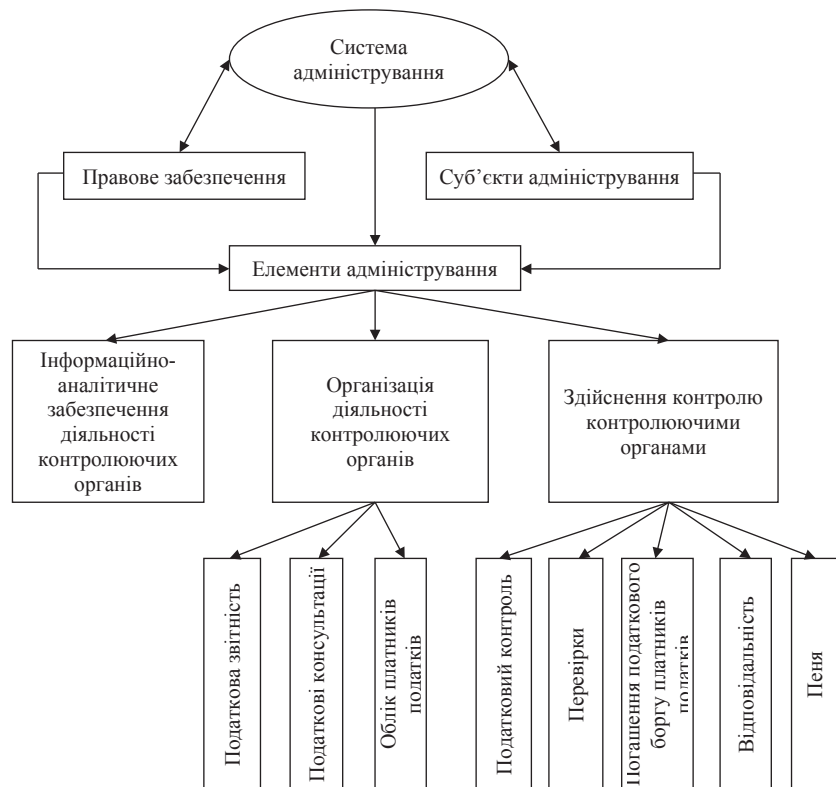 Система
адміністрування
Правове забезпечення
Суб’єкти адміністрування
Елементи адміністрування
Інформаційно-
аналітичне
забезпечення
діяльності
контролюючих
органів
Організація
діяльності
контролюючих
органів
Здійснення контролю
контролюючими
органами
Податкова звітність
Податкові консультації
Облік платників
податків
Податковий контроль
Перевірки
Погашення податкового
боргу платників
податків
Відповідальність
Пеня